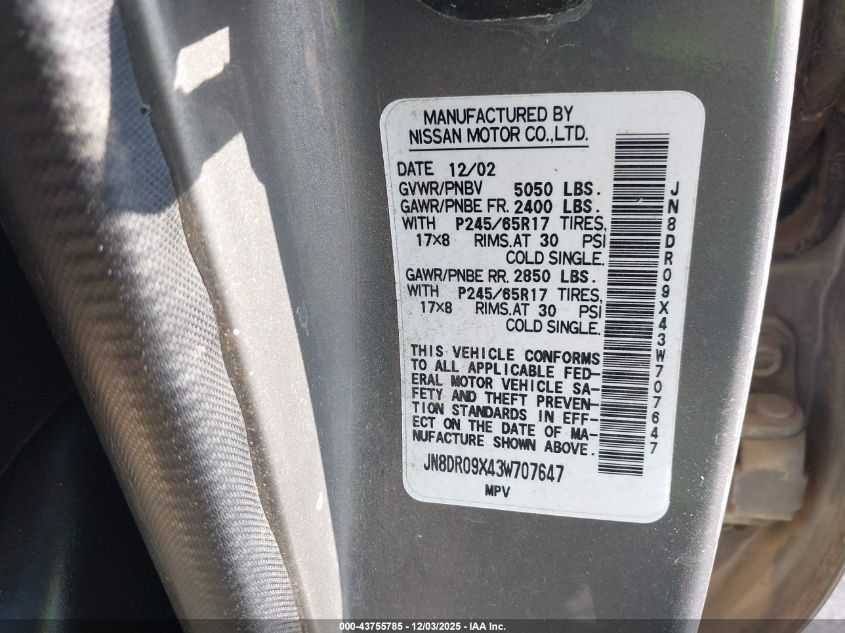 MANUFACTURED BY
NISSAN MOTOR CO.,LTD.
DATE 12/02
GVWR/PNBV 5050 LBS.
GAWR/PNBE FR. 2400 LBS.
WITH P245/65R17 TIRES,
17×8 RIMS.AT 30 PSI
COLD SINGLE.
GAWR/PNBE RR. 2850 LBS.
WITH P245/65R17 TIRES,
17×8 RIMS.AT 30 PSI
COLD SINGLE.
THIS VEHICLE CONFORMS
TO ALL APPLICABLE FED-
ERAL MOTOR VEHICLE SA-
FETY AND THEFT PREVEN-
TION STANDARDS IN EFF-
ECT ON THE DATE OF MA-
NUFACTURE SHOWN ABOVE.
JN8DR09X43W707647
MPV
JN8DR09X43W707647
000-43755785 - 12/03/2025 - IAA Inc.